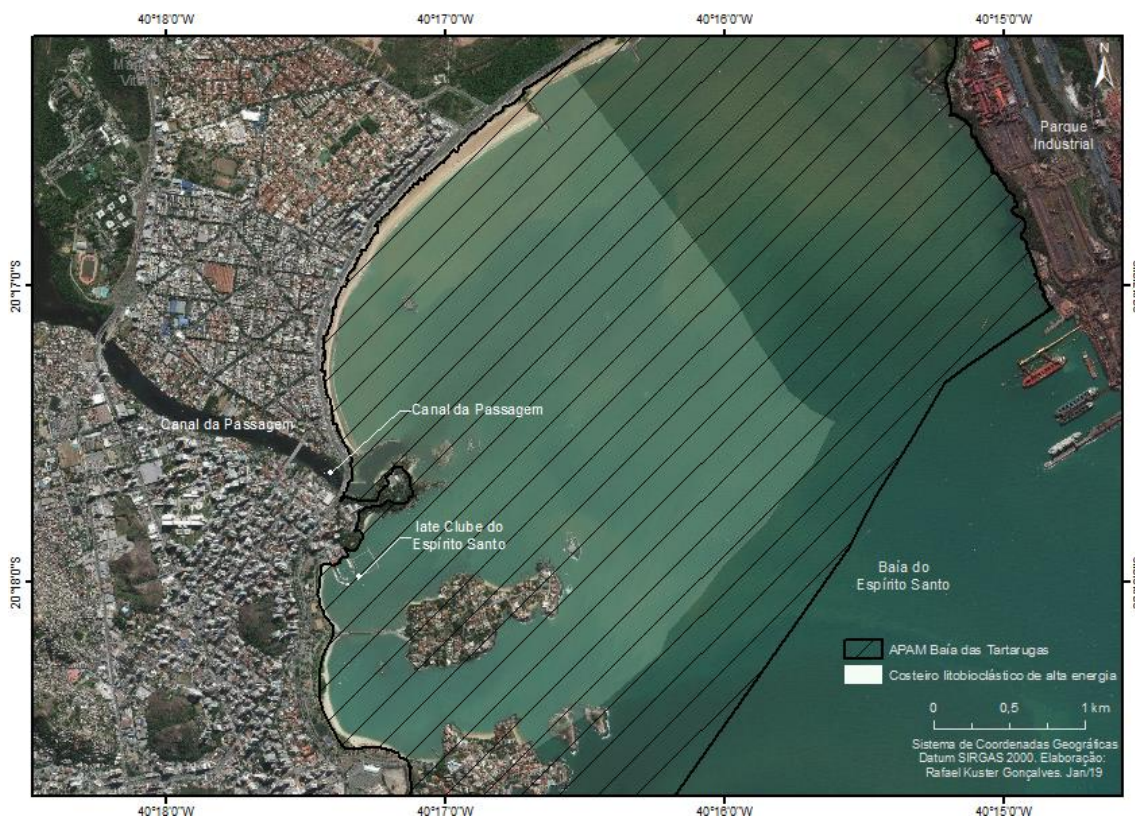 40°18'0"W
40°17'0"W
40°16'0"W
40°15'0"W
N
Parque
Industrial
20°17'0"S
Canal da Passagem
Canal da Passagem
Iate Clube do
Espírito Santo
20°18'0"S
Baía do
Espírito Santo
APAM Baía das Tartarugas
Costeiro litobioclástico de alta energia
0
0,5
1 km
Sistema de Coordenadas Geográficas
Datum SIRGAS 2000. Elaboração:
Rafael Kuster Gonçalves. Jan/19
40°18'0"W
40°17'0"W
40°16'0"W
40°15'0"W